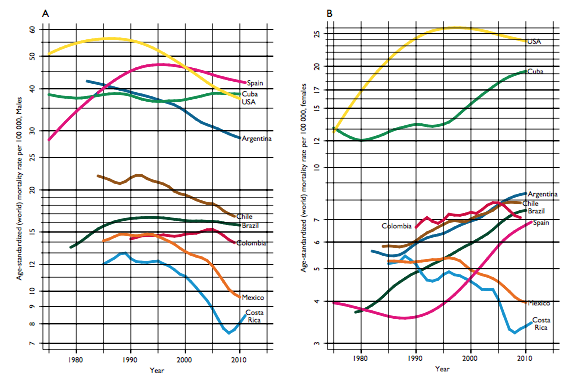 A
Age-standardized (world) mortality rate per 100 000, Males
60
50
40
30
25
20
15
12
10
9
8
7
1980
1990
2000
2010
Year
Spain
Cuba
USA
Argentina
Chile
Brazil
Colombia
Mexico
Costa
Rica
B
Age-standardized (world) mortality rate per 100 000, females
25
20
17
15
12
10
7
6
5
4
3
1980
1990
2000
2010
Year
USA
Cuba
Argentina
Chile
Brazil
Spain
Colombia
Mexico
Costa
Rica